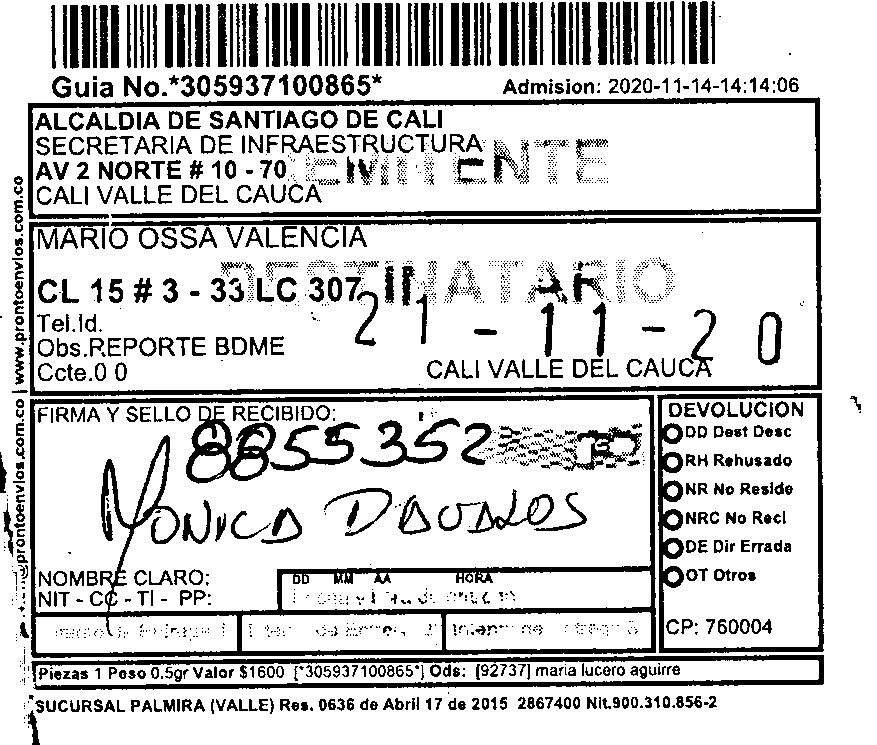 Guia No.*305937100865*
Admision: 2020-11-14-14:14:06
ALCALDIA DE SANTIAGO DE CALI
SECRETARIA DE INFRAESTRUCTURA
AV 2 NORTE # 10 - 70
CALI VALLE DEL CAUCA
REMITENTE
MARIO OSSA VALENCIA
DESTINATARIO
CL 15 # 3 - 33 LC 307
21 - 11 - 20
Tel.Id.
Obs.REPORTE BDME
Ccte.0 0
CALI VALLE DEL CAUCA
www.prontoenvios.com.co
FIRMA Y SELLO DE RECIBIDO:
8855352
MONICA DAVALOS
NOMBRE CLARO:
NIT - CC - TI - PP:
DD MM AA HORA
DEVOLUCION
DD Dest Desc
RH Rehusado
NR No Reside
NRC No Recl
DE Dir Errada
OT Otros
CP: 760004
Piezas 1 Peso 0.5gr Valor $1600 [*305937100865*] Ods: [92737] maria lucero aguirre
SUCURSAL PALMIRA (VALLE) Res. 0636 de Abril 17 de 2015 2867400 Nit.900.310.856-2